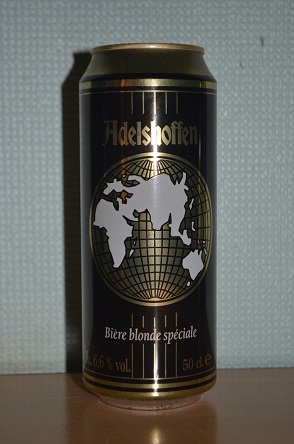 Adelshoffen
Bière blonde spéciale
. 6,6 % vol. 50 cl. e